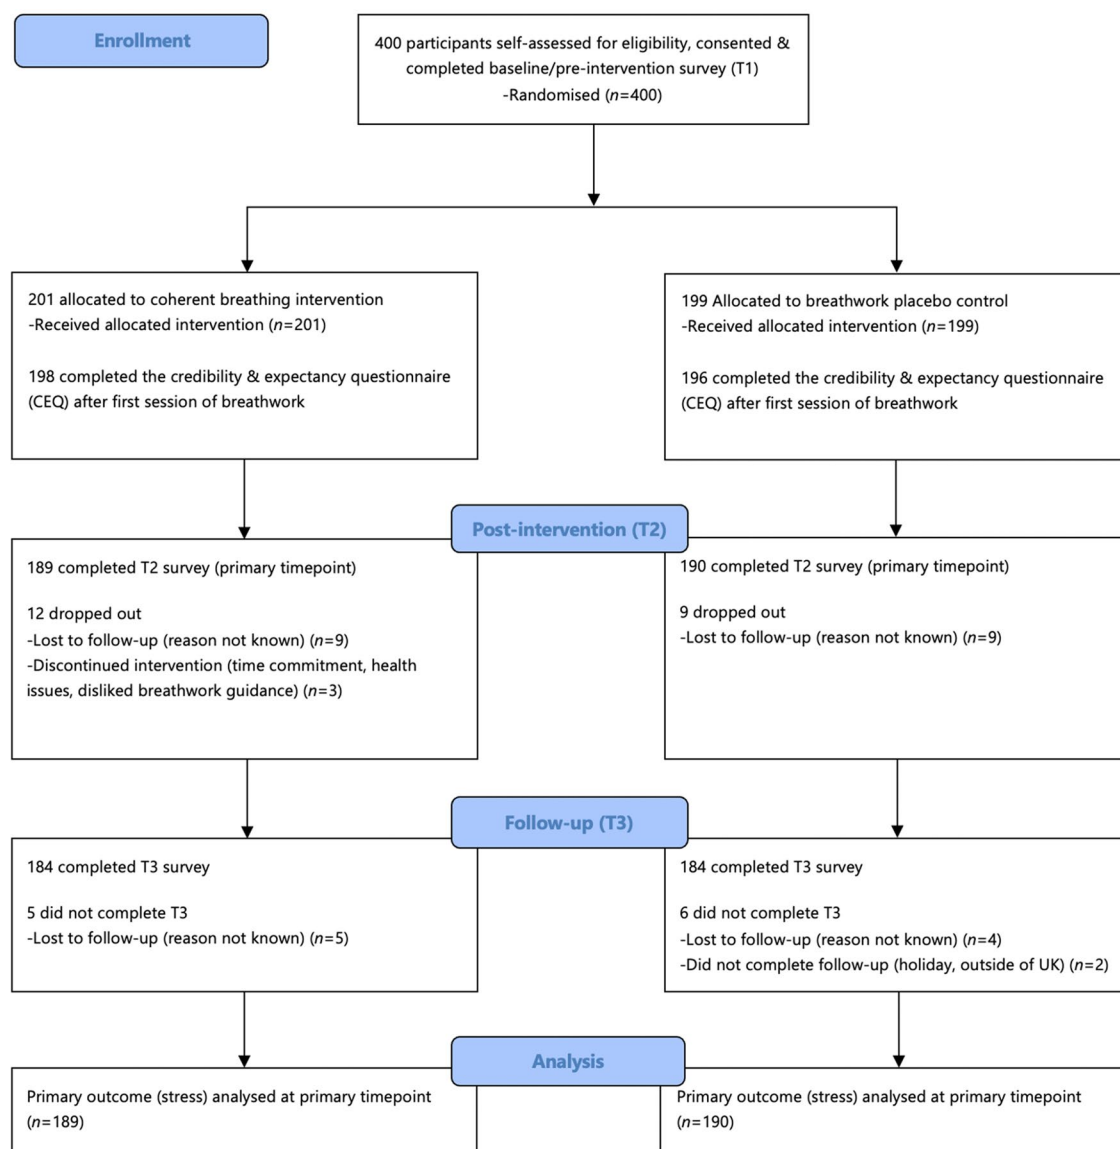 Enrollment
400 participants self-assessed for eligibility, consented &
completed baseline/pre-intervention survey (T1)
-Randomised (n=400)
201 allocated to coherent breathing intervention
-Received allocated intervention (n=201)
198 completed the credibility & expectancy questionnaire
(CEQ) after first session of breathwork
199 Allocated to breathwork placebo control
-Received allocated intervention (n=199)
196 completed the credibility & expectancy questionnaire
(CEQ) after first session of breathwork
Post-intervention (T2)
189 completed T2 survey (primary timepoint)
12 dropped out
-Lost to follow-up (reason not known) (n=9)
-Discontinued intervention (time commitment, health
issues, disliked breathwork guidance) (n=3)
190 completed T2 survey (primary timepoint)
9 dropped out
-Lost to follow-up (reason not known) (n=9)
Follow-up (T3)
184 completed T3 survey
5 did not complete T3
-Lost to follow-up (reason not known) (n=5)
184 completed T3 survey
6 did not complete T3
-Lost to follow-up (reason not known) (n=4)
-Did not complete follow-up (holiday, outside of UK) (n=2)
Analysis
Primary outcome (stress) analysed at primary timepoint
(n=189)
Primary outcome (stress) analysed at primary timepoint
(n=190)